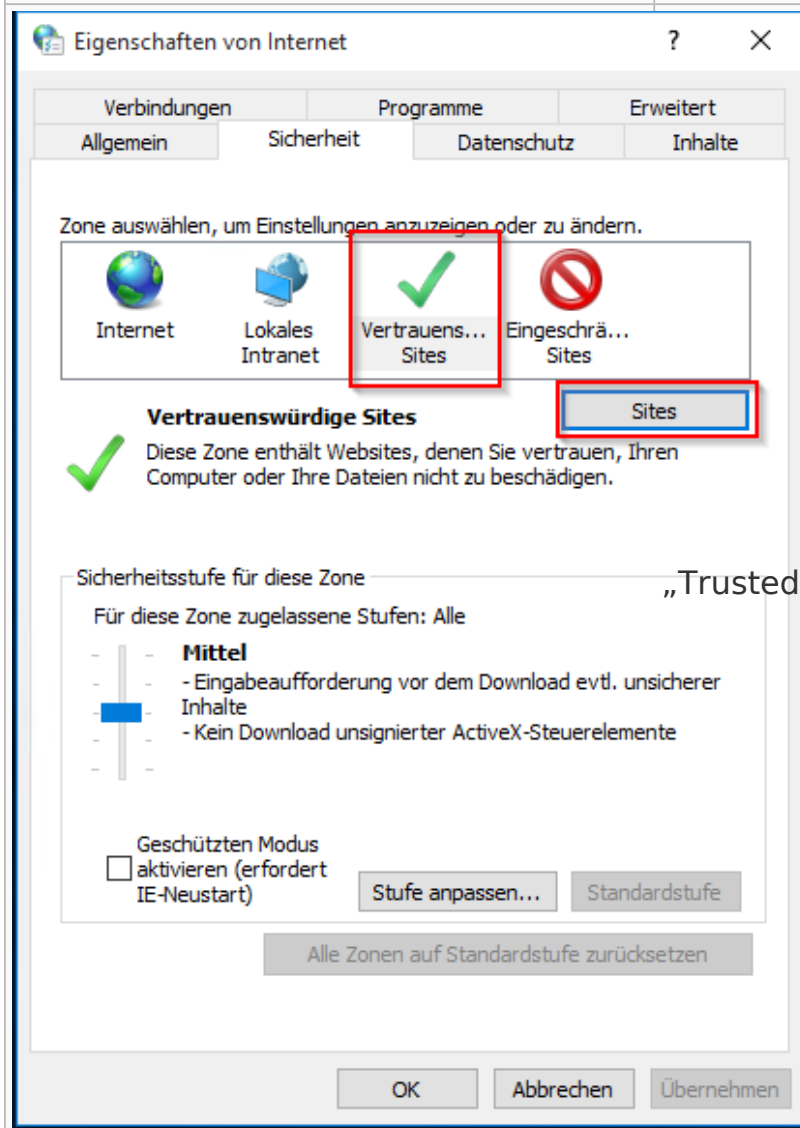 Eigenschaften von Internet
? X
Verbindungen Programme Erweitert
Allgemein Sicherheit Datenschutz Inhalte
Zone auswählen, um Einstellungen anzuzeigen oder zu ändern.
Internet Lokales Vertrauens... Eingeschrä...
Intranet Sites Sites
Sites
Vertrauenswürdige Sites
Diese Zone enthält Websites, denen Sie vertrauen, Ihren
Computer oder Ihre Dateien nicht zu beschädigen.
Sicherheitsstufe für diese Zone
„Trusted
Für diese Zone zugelassene Stufen: Alle
Mittel
- Eingabeaufforderung vor dem Download evtl. unsicherer
Inhalte
- Kein Download unsignierter ActiveX-Steuerelemente
Geschützten Modus
aktivieren (erfordert
IE-Neustart)
Stufe anpassen... Standardstufe
Alle Zonen auf Standardstufe zurücksetzen
OK Abbrechen Übernehmen